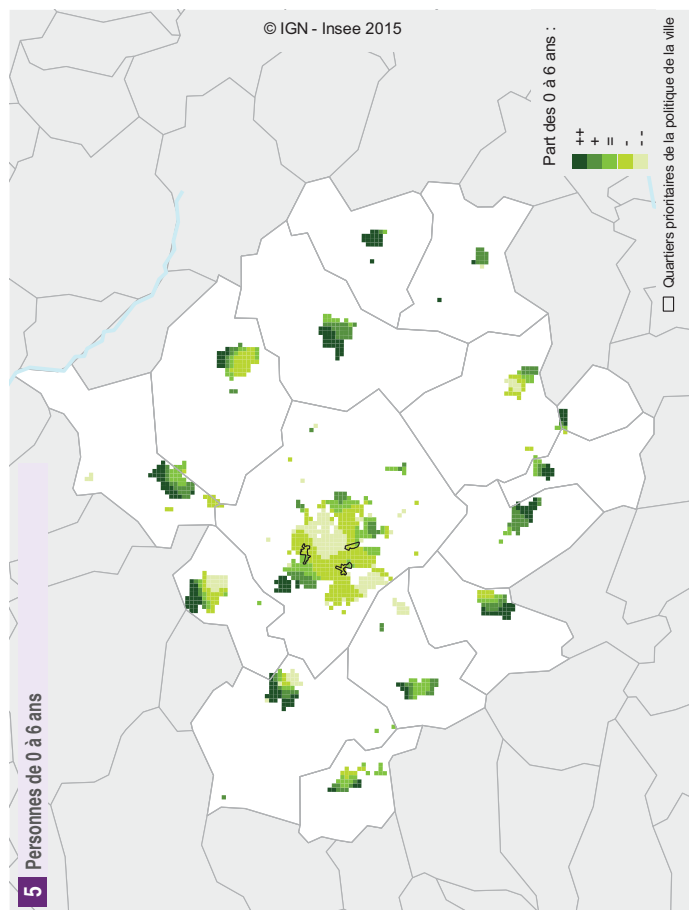 5 Personnes de 0 à 6 ans
© IGN - Insee 2015
Part des 0 à 6 ans :
++
+
=
-
--
Quartiers prioritaires de la politique de la ville